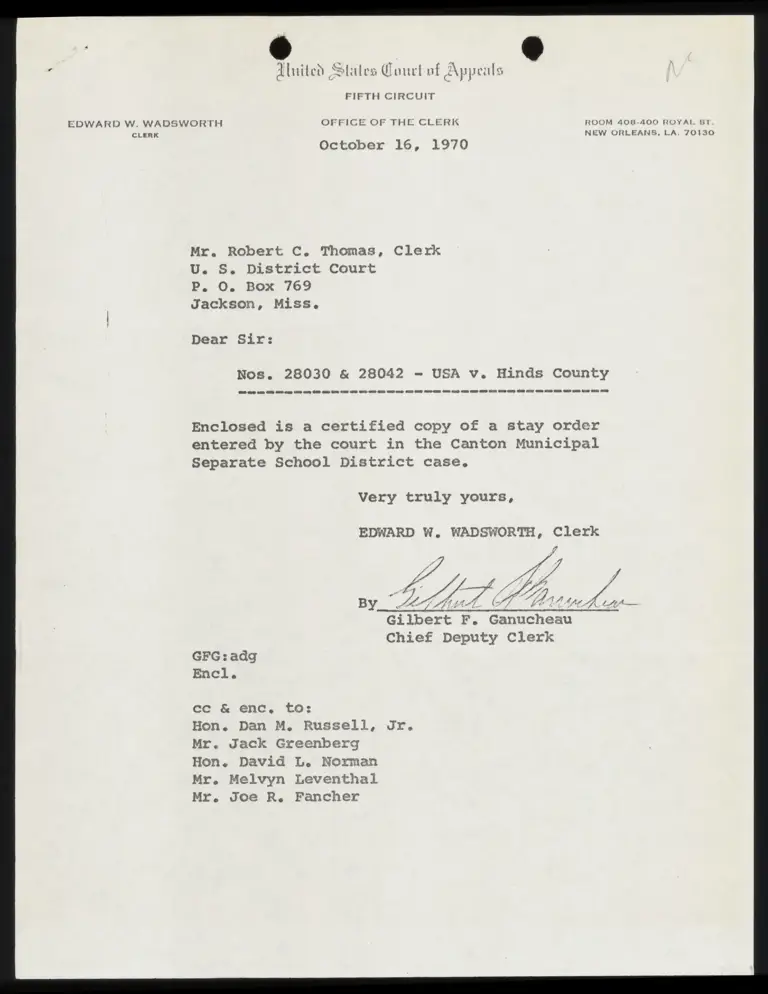 United States Court of Appeals
FIFTH CIRCUIT
EDWARD W. WADSWORTH
CLERK
OFFICE OF THE CLERK
ROOM 408-400 ROYAL ST.
NEW ORLEANS, LA. 70130
October 16, 1970
Mr. Robert C. Thomas, Clerk
U. S. District Court
P. O. Box 769
Jackson, Miss.
Dear Sir:
Nos. 28030 & 28042 - USA v. Hinds County
Enclosed is a certified copy of a stay order
entered by the court in the Canton Municipal
Separate School District case.
Very truly yours,
EDWARD W. WADSWORTH, Clerk
By Gilbert F. Ganucheau
Gilbert F. Ganucheau
Chief Deputy Clerk
GFG:adg
Encl.
cc & enc. to:
Hon. Dan M. Russell, Jr.
Mr. Jack Greenberg
Hon. David L. Norman
Mr. Melvyn Leventhal
Mr. Joe R. Fancher